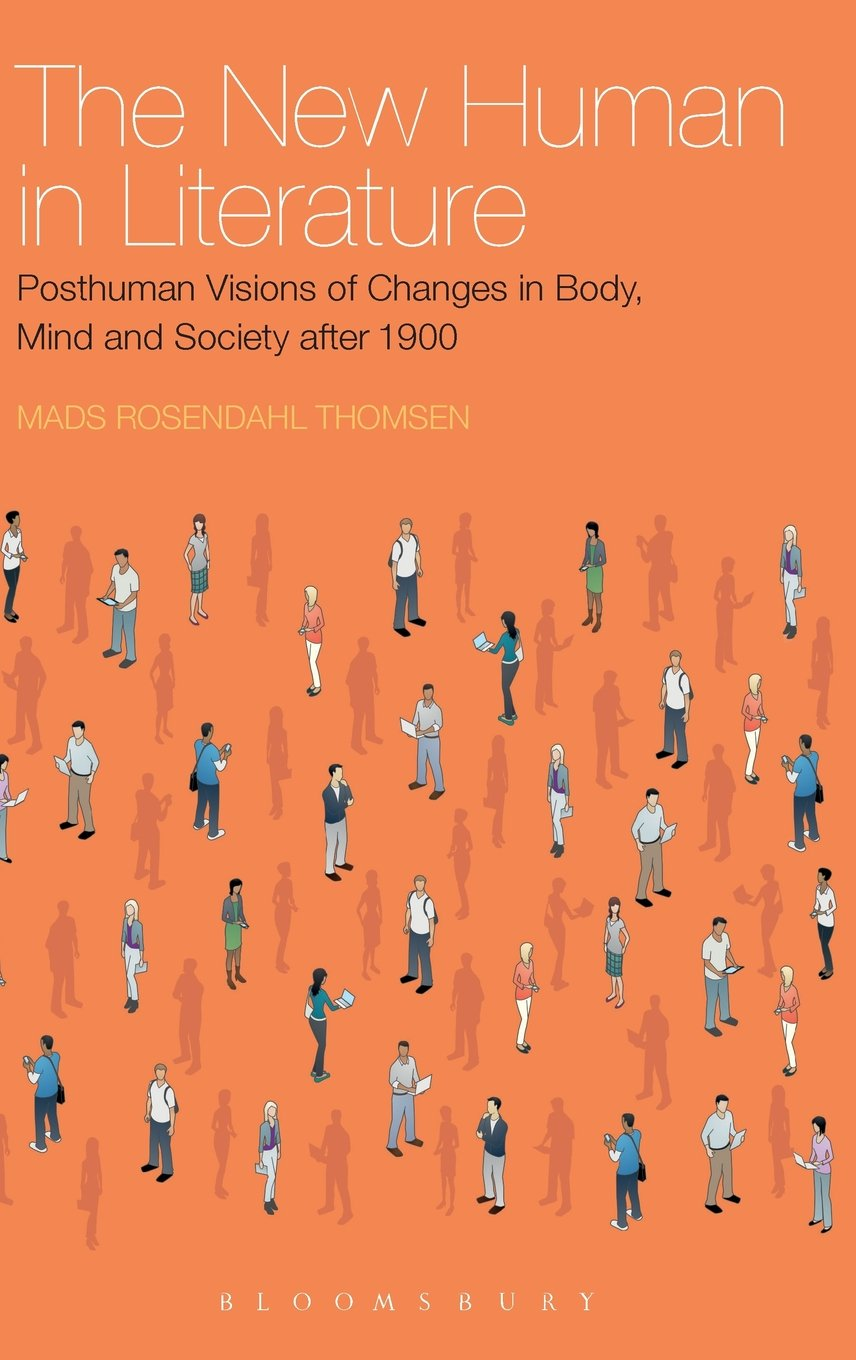 The New Human
in Literature
Posthuman Visions of Changes in Body,
Mind and Society after 1900
MADS ROSENDAHL THOMSEN
BLOOMSBURY